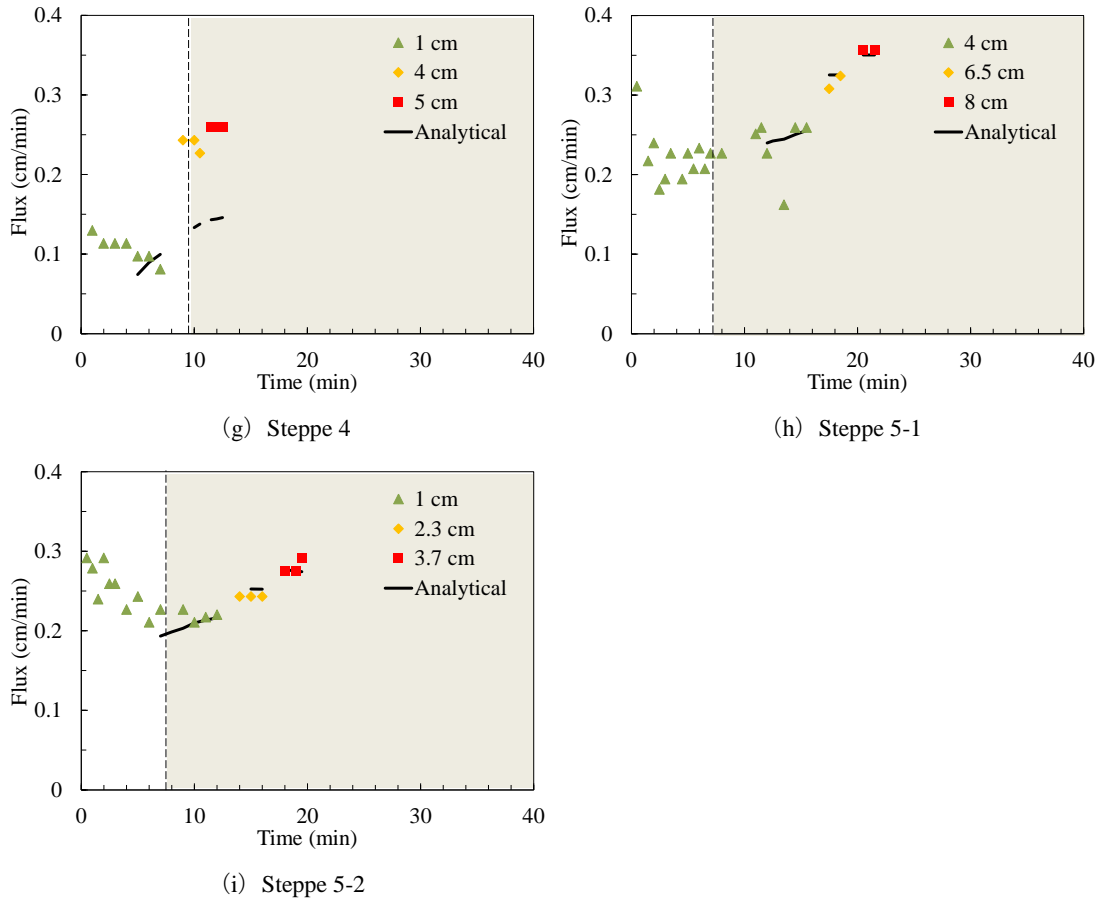 0.4
0.3
0.2
0.1
0
Flux (cm/min)
0 10 20 30 40
Time (min)
1 cm
4 cm
5 cm
Analytical
(g) Steppe 4
0.4
0.3
0.2
0.1
0
Flux (cm/min)
0 10 20 30 40
Time (min)
4 cm
6.5 cm
8 cm
Analytical
(h) Steppe 5-1
0.4
0.3
0.2
0.1
0
Flux (cm/min)
0 10 20 30 40
Time (min)
1 cm
2.3 cm
3.7 cm
Analytical
(i) Steppe 5-2